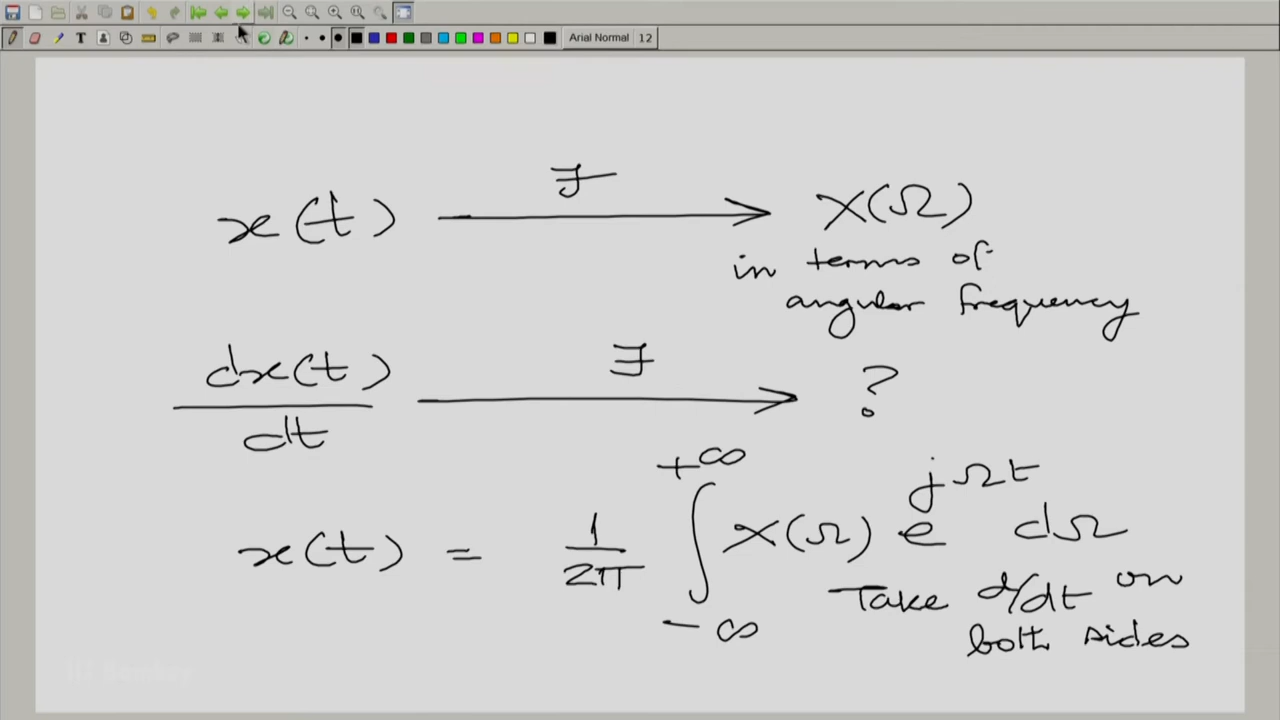 Arial Normal 12
x(t) ℱ → X(Ω)
in terms of
angular frequency
dx(t)/dt ℱ → ?
x(t) = 1/2π ∫_{-∞}^{+∞} X(Ω) e^{jΩt} dΩ
Take d/dt on
both sides